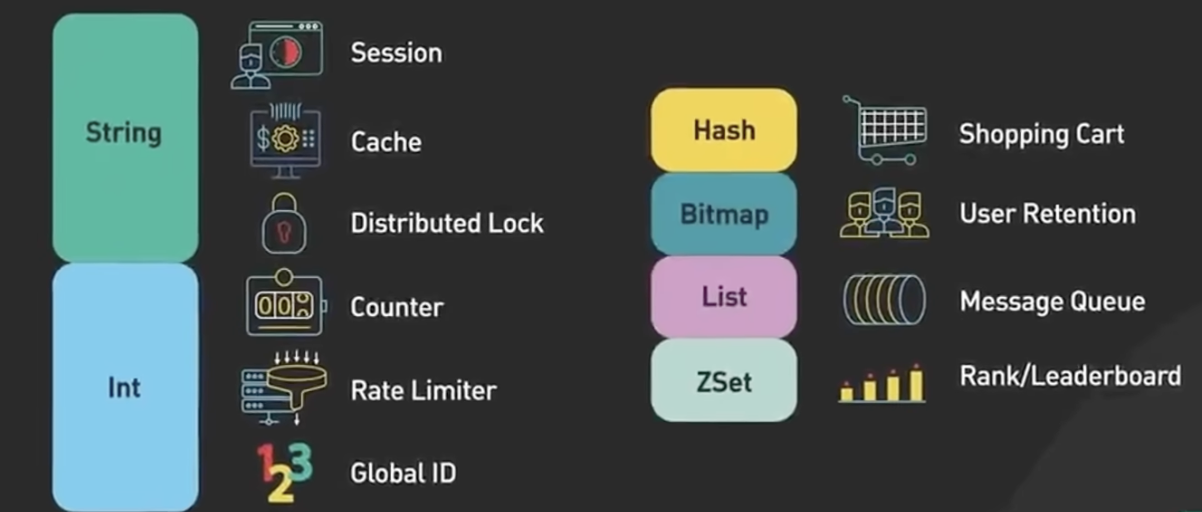 String
Session
Cache
Distributed Lock
Int
Counter
Rate Limiter
Global ID
Hash
Shopping Cart
Bitmap
User Retention
List
Message Queue
ZSet
Rank/Leaderboard